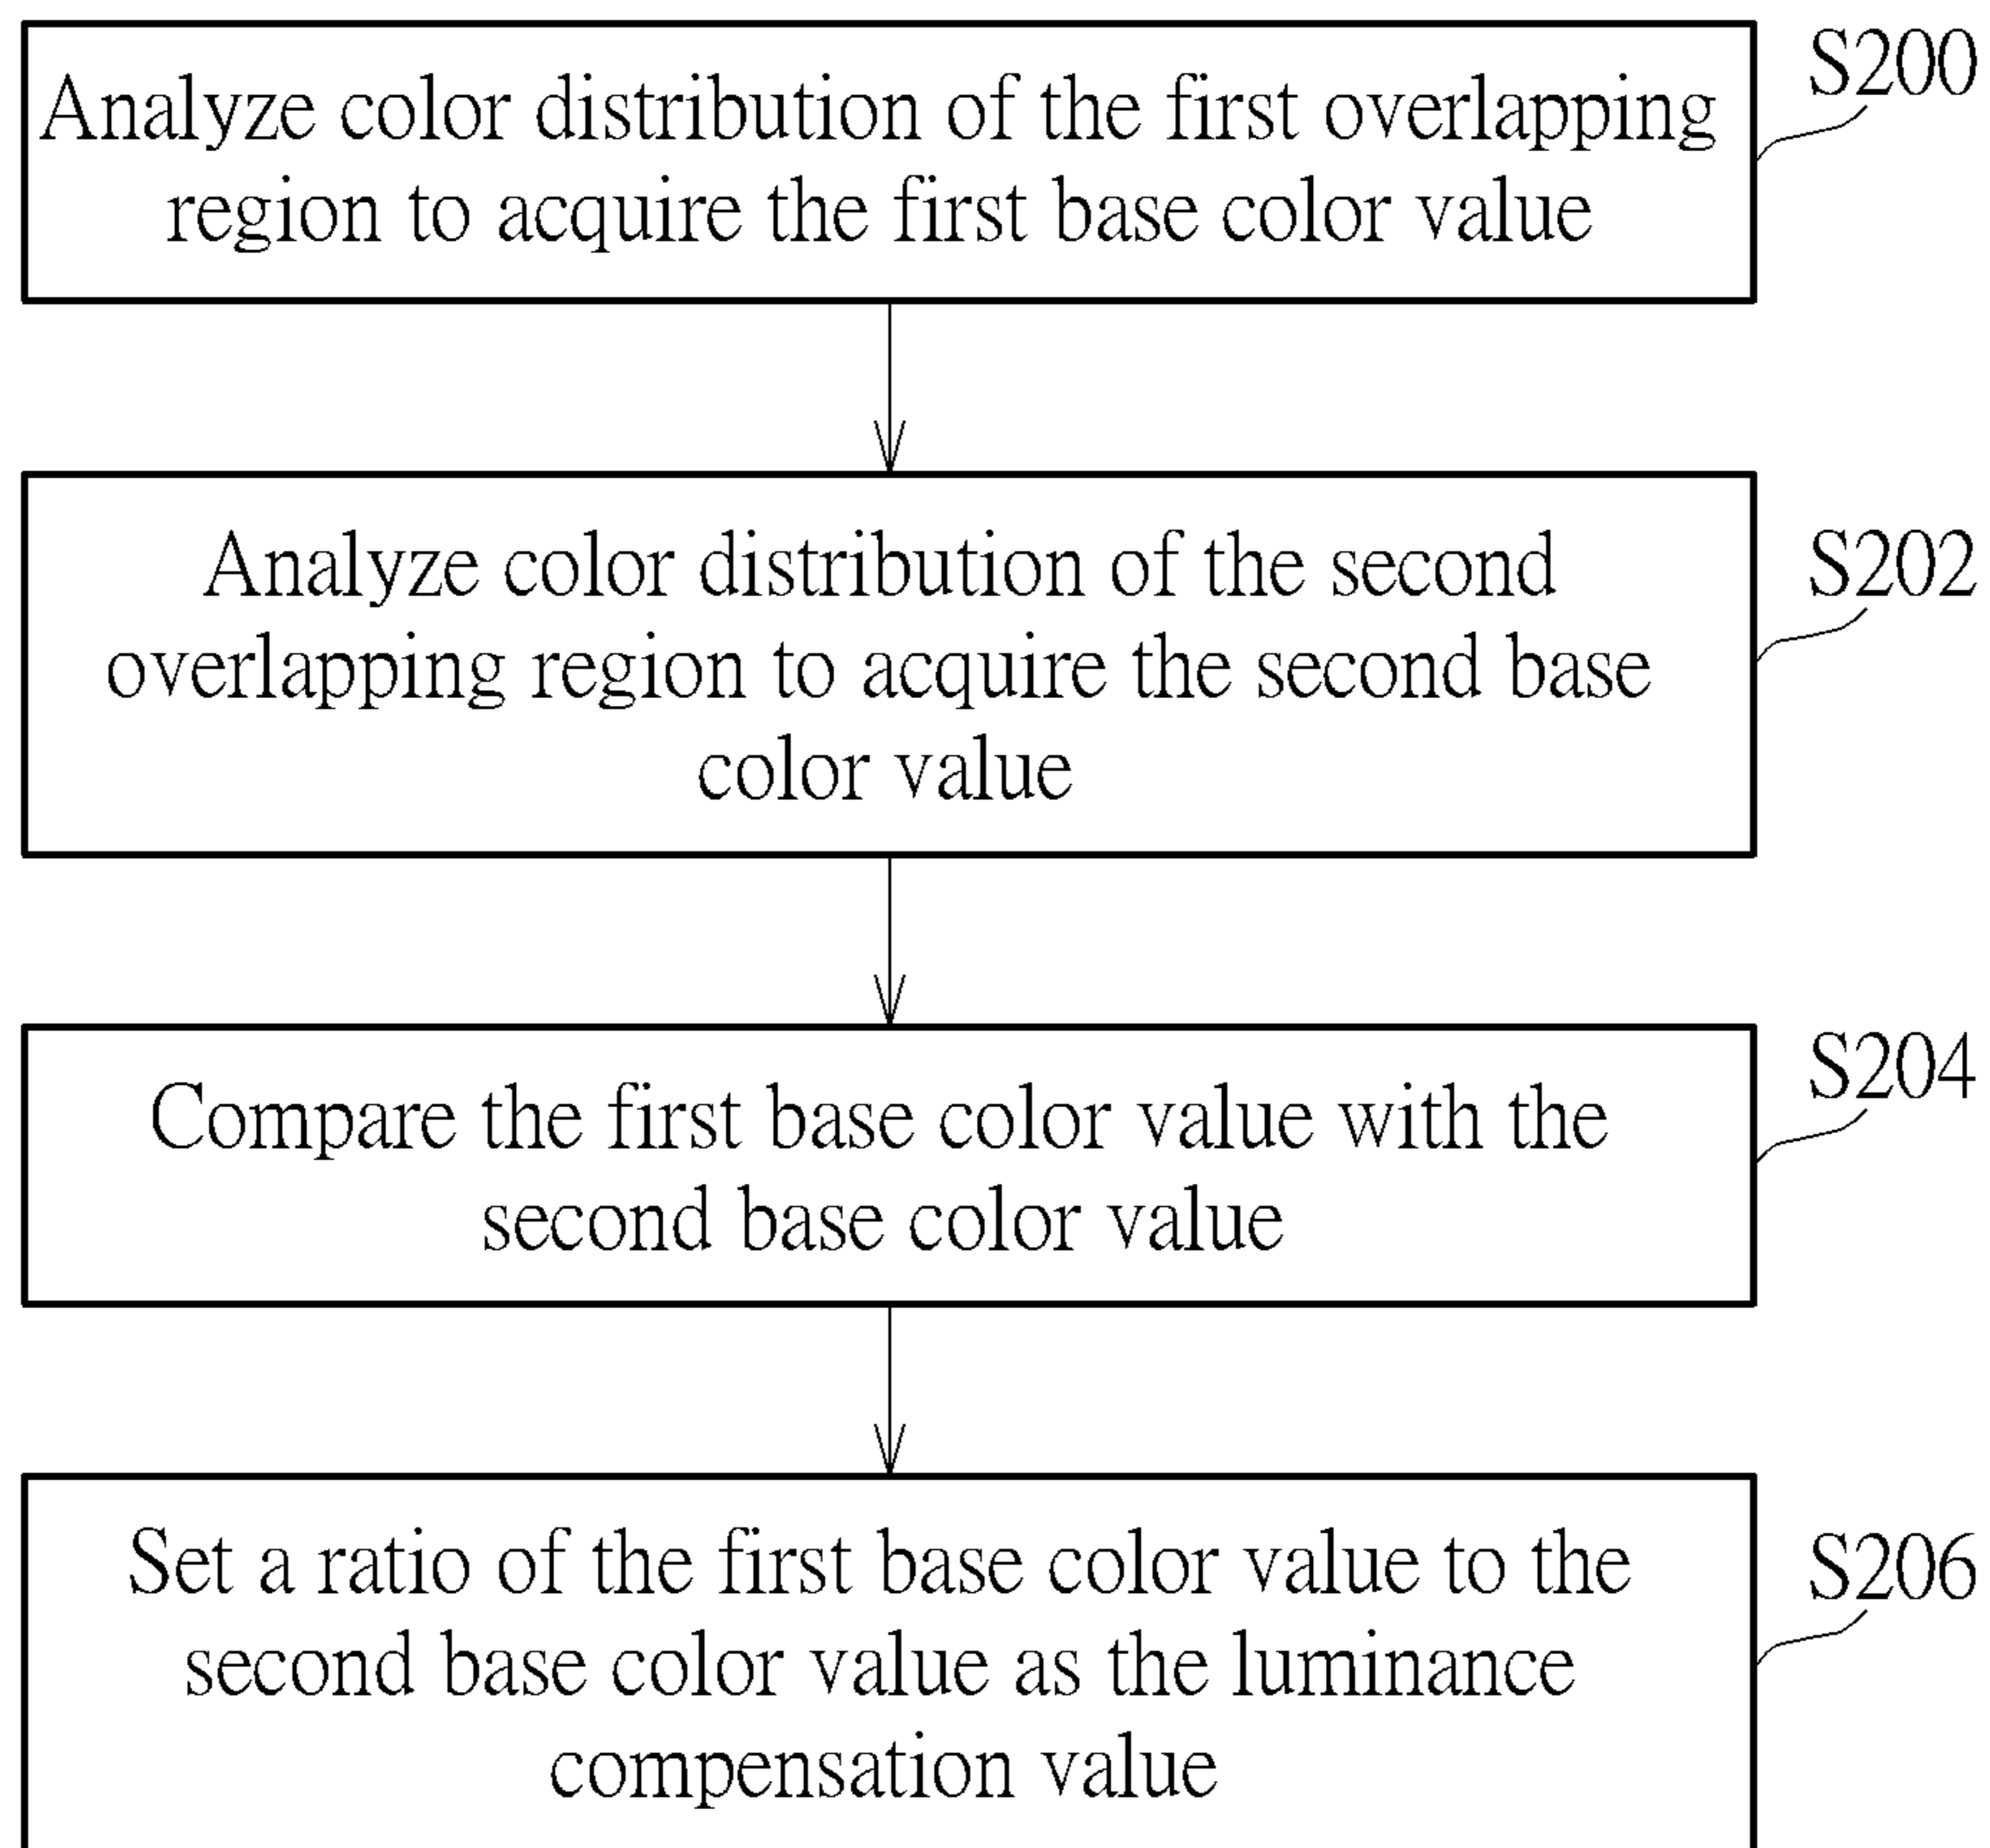 Analyze color distribution of the first overlapping
region to acquire the first base color value
S200
Analyze color distribution of the second
overlapping region to acquire the second base
color value
S202
Compare the first base color value with the
second base color value
S204
Set a ratio of the first base color value to the
second base color value as the luminance
compensation value
S206